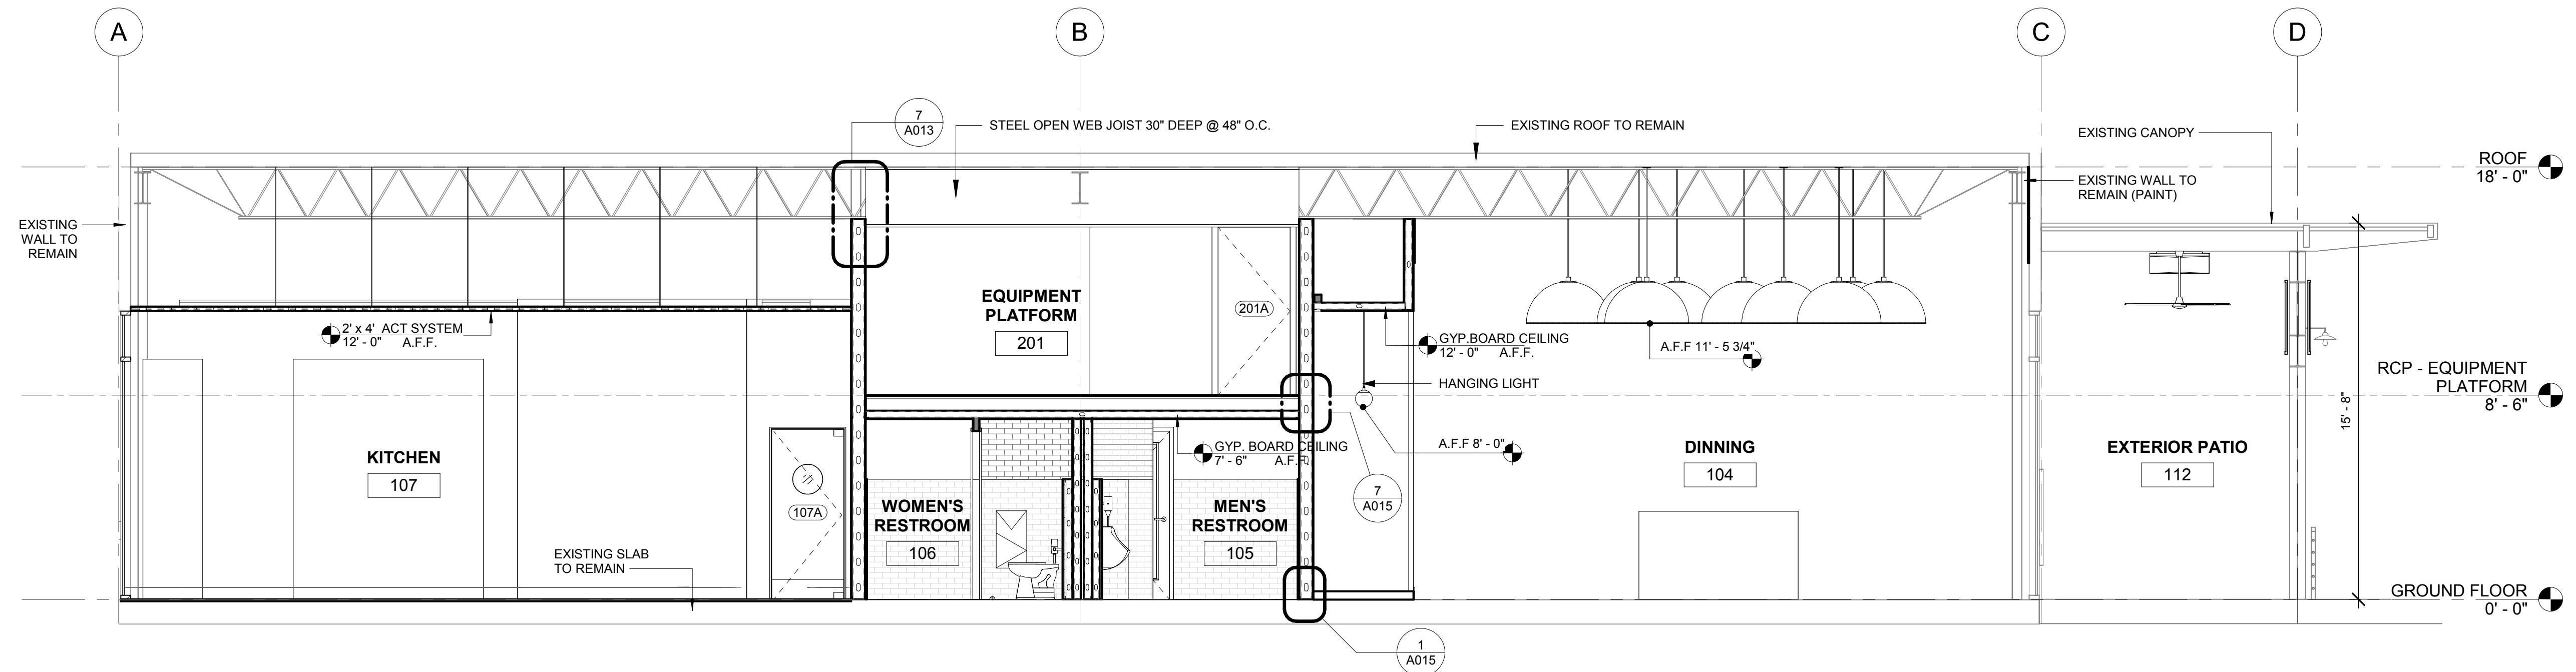 A
B
C
D
7
A013
STEEL OPEN WEB JOIST 30" DEEP @ 48" O.C.
EXISTING ROOF TO REMAIN
EXISTING CANOPY
ROOF
18' - 0"
EXISTING WALL TO
REMAIN (PAINT)
EXISTING
WALL TO
REMAIN
EQUIPMENT
PLATFORM
201
201A
2' x 4' ACT SYSTEM
12' - 0" A.F.F.
GYP.BOARD CEILING
12' - 0" A.F.F.
A.F.F 11' - 5 3/4"
HANGING LIGHT
RCP - EQUIPMENT
PLATFORM
8' - 6"
15' - 8"
GYP. BOARD CEILING
7' - 6" A.F.F.
A.F.F 8' - 0"
KITCHEN
107
DINNING
104
EXTERIOR PATIO
112
7
A015
107A
WOMEN'S
RESTROOM
106
MEN'S
RESTROOM
105
EXISTING SLAB
TO REMAIN
GROUND FLOOR
0' - 0"
1
A015